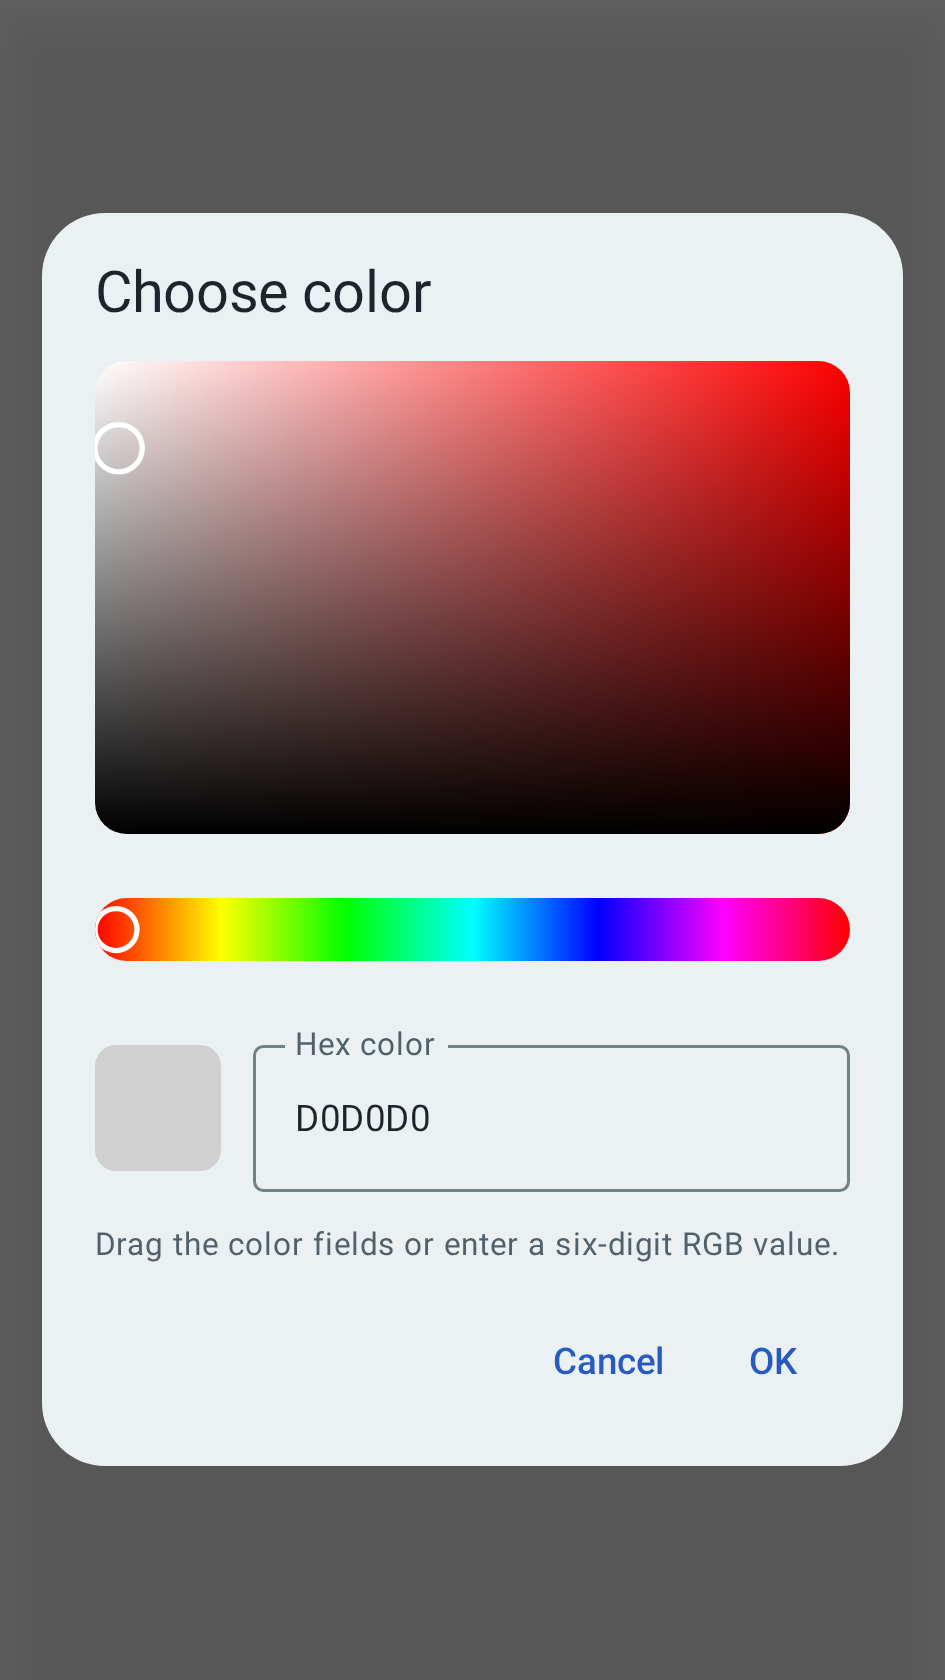 Choose color
Hex color
D0D0D0
Drag the color fields or enter a six-digit RGB value.
Cancel OK